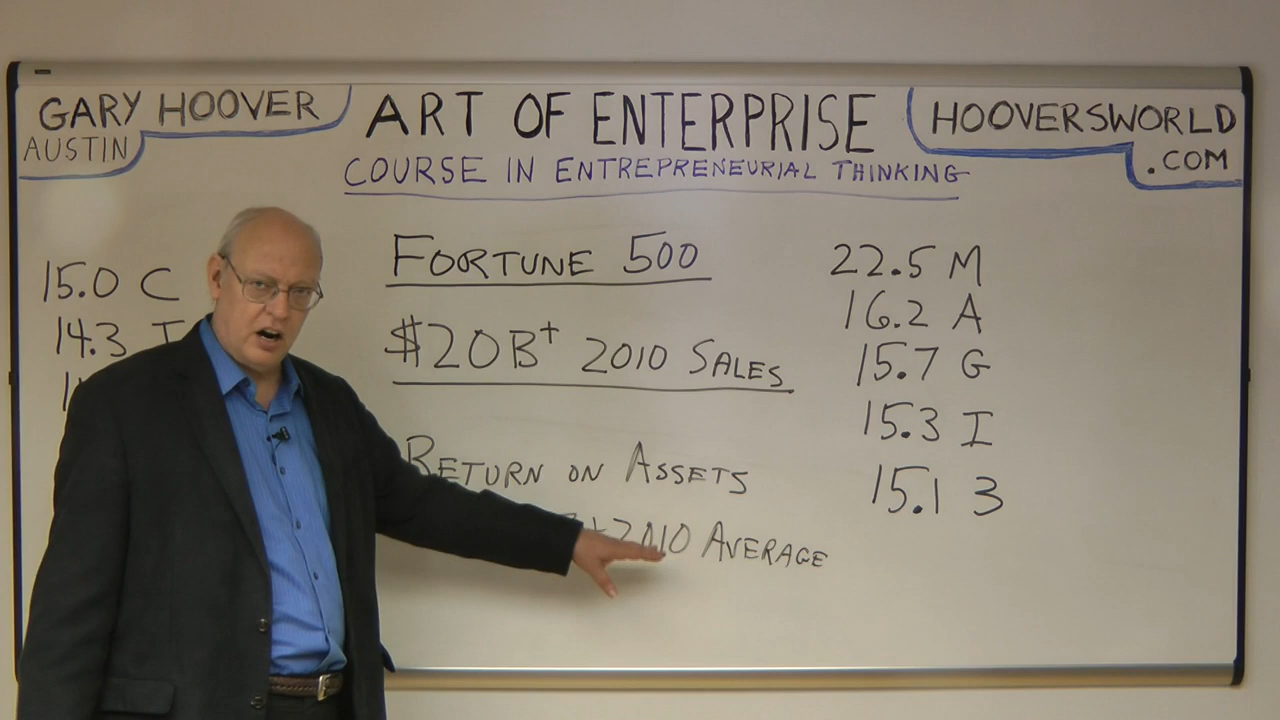 GARY HOOVER
AUSTIN
ART OF ENTERPRISE
COURSE IN ENTREPRENEURIAL THINKING
HOOVERSWORLD
.COM
15.0 C
14.3
FORTUNE 500
$20B+ 2010 SALES
RETURN ON ASSETS
2010 AVERAGE
22.5 M
16.2 A
15.7 G
15.3 I
15.1 3